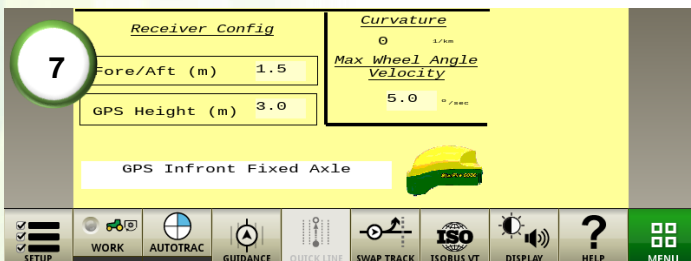 7
Receiver Config
Fore/Aft (m) 1.5
GPS Height (m) 3.0
Curvature
0 1/km
Max Wheel Angle
Velocity
5.0 °/sec
GPS Infront Fixed Axle
SETUP
WORK
AUTOTRAC
GUIDANCE
QUICK LINE
SWAP TRACK
ISO
ISOBUS VT
DISPLAY
?
HELP
MENU